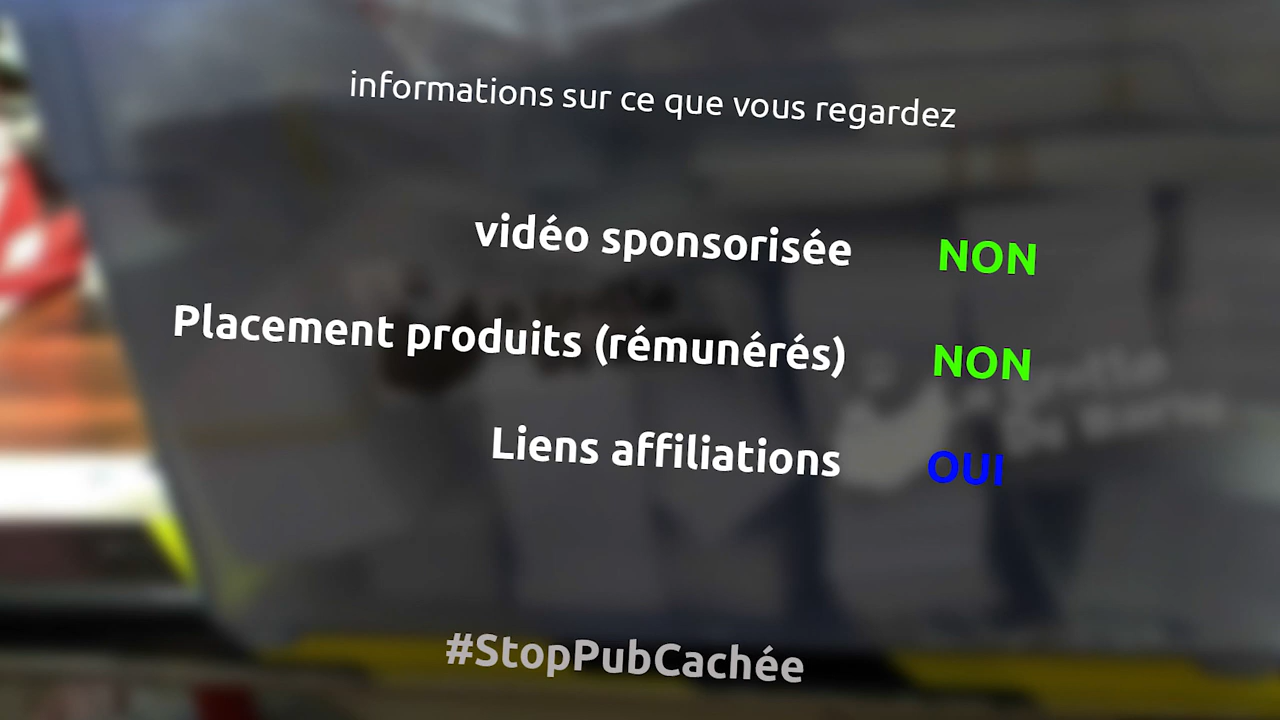 informations sur ce que vous regardez
vidéo sponsorisée NON
Placement produits (rémunérés) NON
Liens affiliations OUI
#StopPubCachée